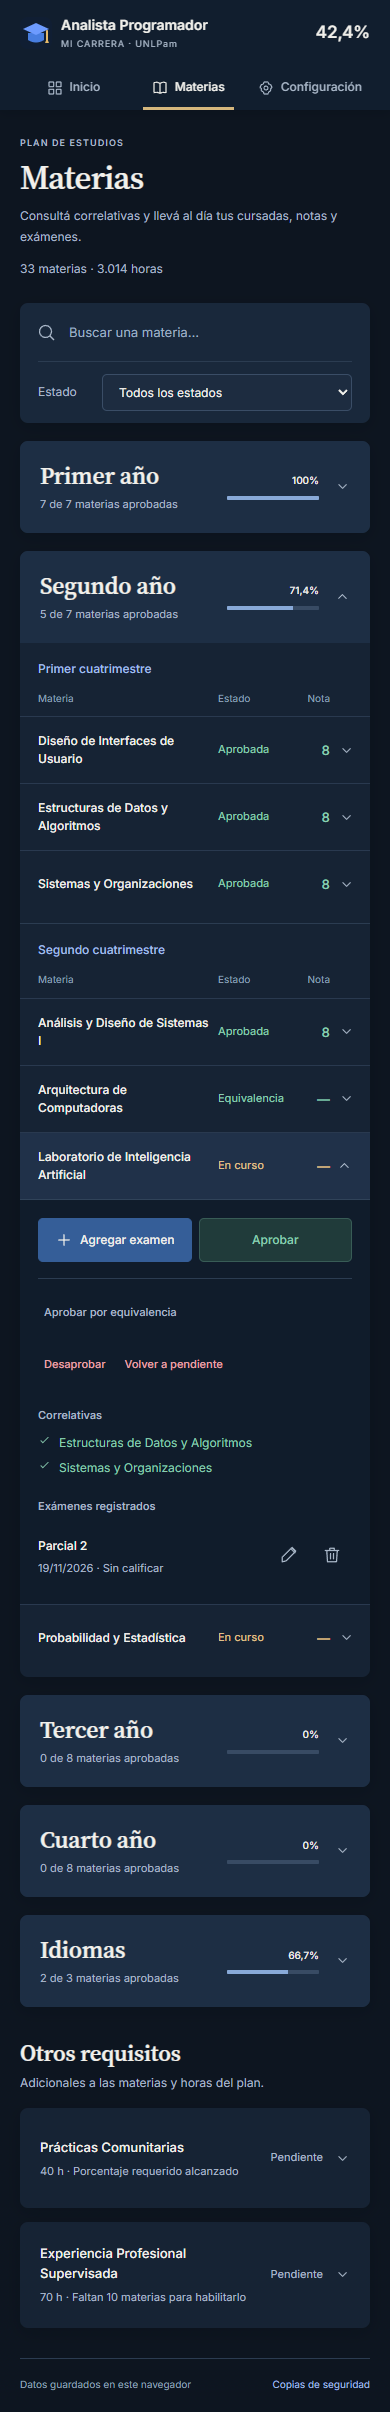 Analista Programador
MI CARRERA · UNLPam
42,4%
Inicio
Materias
Configuración
PLAN DE ESTUDIOS
Materias
Consultá correlativas y llevá al día tus cursadas, notas y
exámenes.
33 materias · 3.014 horas
Buscar una materia...
Estado
Todos los estados
Primer año
7 de 7 materias aprobadas
100%
Segundo año
5 de 7 materias aprobadas
71,4%
Primer cuatrimestre
Materia Estado Nota
Diseño de Interfaces de
Usuario
Aprobada 8
Estructuras de Datos y
Algoritmos
Aprobada 8
Sistemas y Organizaciones Aprobada 8
Segundo cuatrimestre
Materia Estado Nota
Análisis y Diseño de Sistemas
I
Aprobada 8
Arquitectura de
Computadoras
Equivalencia —
Laboratorio de Inteligencia
Artificial
En curso —
Agregar examen
Aprobar
Aprobar por equivalencia
Desaprobar Volver a pendiente
Correlativas
Estructuras de Datos y Algoritmos
Sistemas y Organizaciones
Exámenes registrados
Parcial 2
19/11/2026 · Sin calificar
Probabilidad y Estadística En curso —
Tercer año
0 de 8 materias aprobadas
0%
Cuarto año
0 de 8 materias aprobadas
0%
Idiomas
2 de 3 materias aprobadas
66,7%
Otros requisitos
Adicionales a las materias y horas del plan.
Prácticas Comunitarias
40 h · Porcentaje requerido alcanzado
Pendiente
Experiencia Profesional
Supervisada
70 h · Faltan 10 materias para habilitarlo
Pendiente
Datos guardados en este navegador
Copias de seguridad